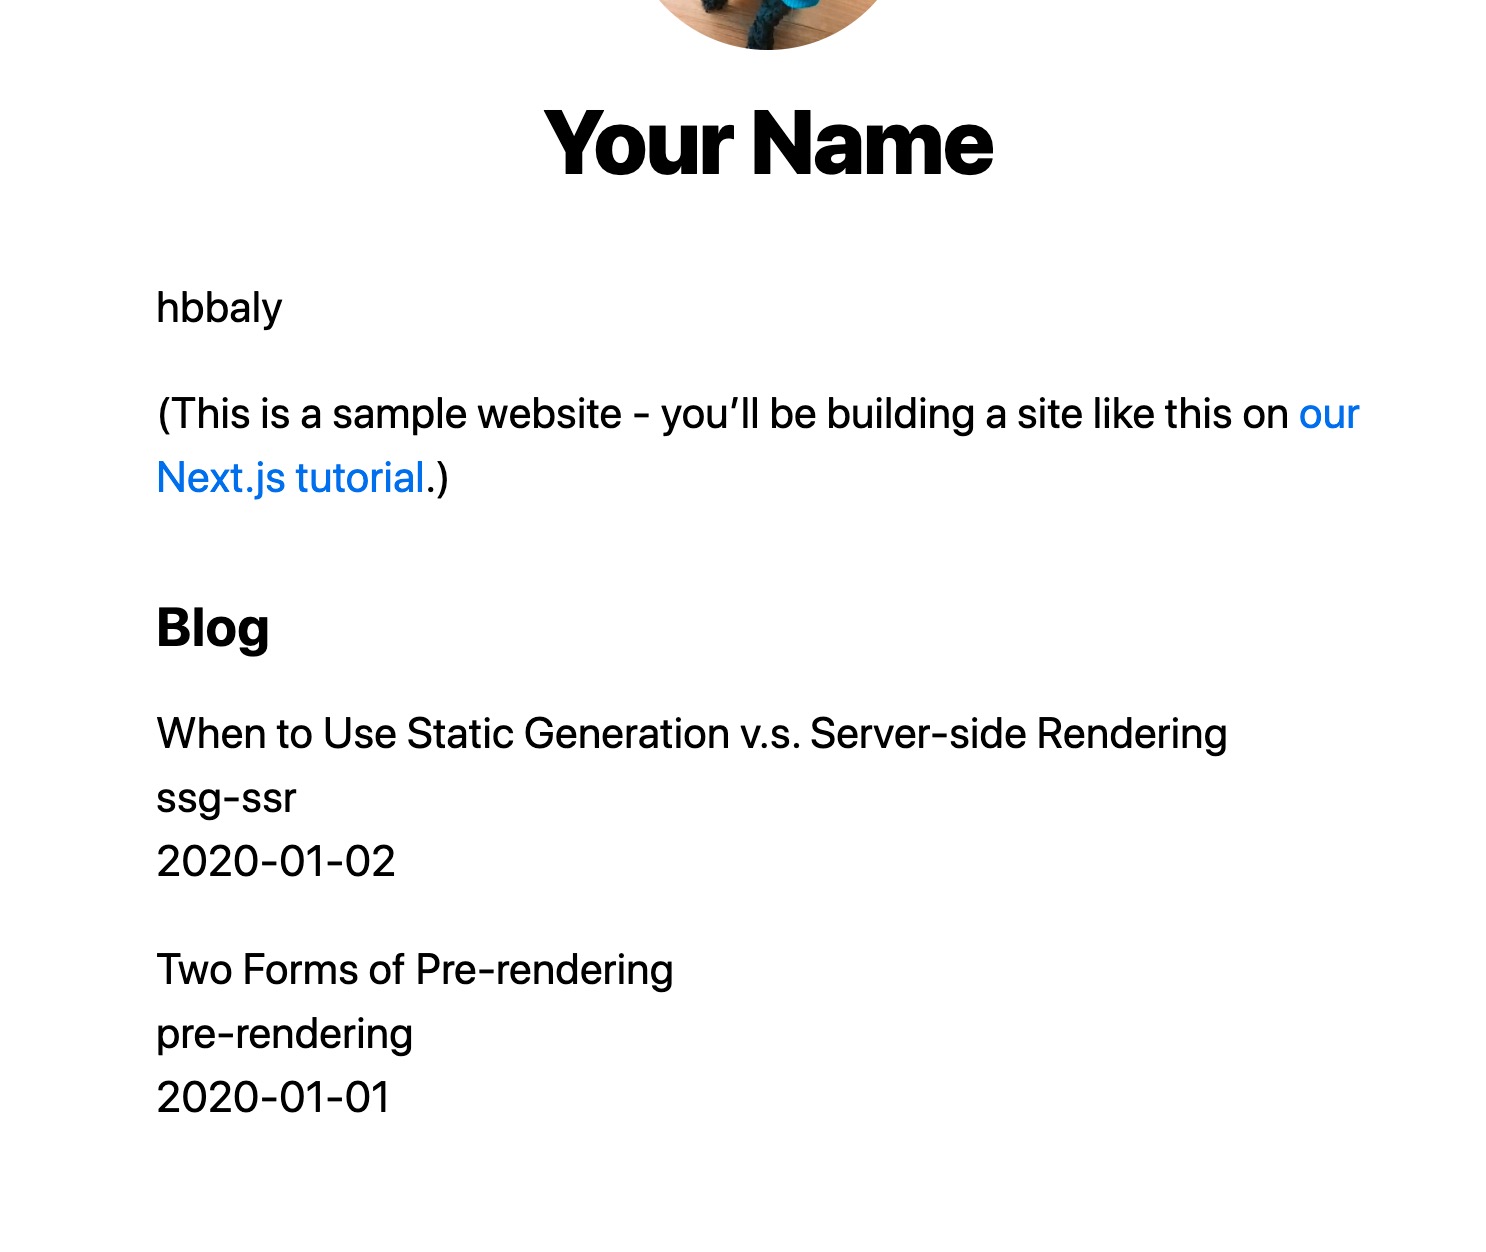 Your Name
hbbaly
(This is a sample website - you’ll be building a site like this on our
Next.js tutorial.)
Blog
When to Use Static Generation v.s. Server-side Rendering
ssg-ssr
2020-01-02
Two Forms of Pre-rendering
pre-rendering
2020-01-01